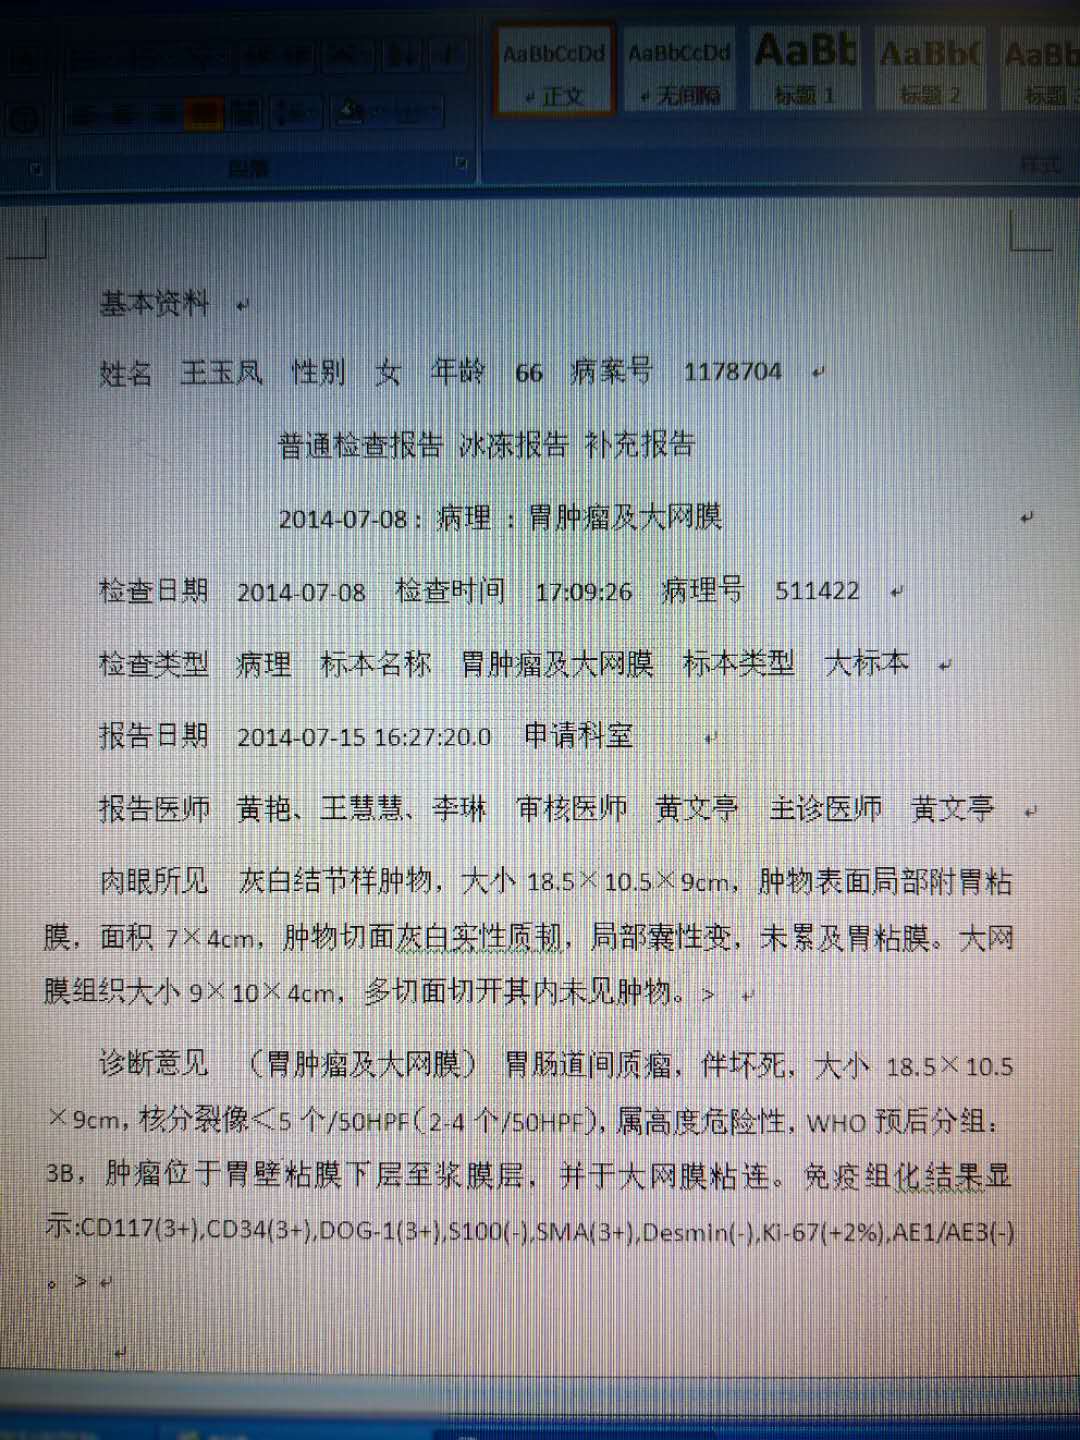 AaBbCcDd AaBbCcDd AaBb AaBb( AaBb
↵ 正文 ↵ 无间隔 标题 1 标题 2 标题
段落 样式
基本资料 ↵
姓名 王玉凤 性别 女 年龄 66 病案号 1178704 ↵
普通检查报告 冰冻报告 补充报告
2014-07-08 : 病理 : 胃肿瘤及大网膜 ↵
检查日期 2014-07-08 检查时间 17:09:26 病理号 511422 ↵
检查类型 病理 标本名称 胃肿瘤及大网膜 标本类型 大标本 ↵
报告日期 2014-07-15 16:27:20.0 申请科室 ↵
报告医师 黄艳、王慧慧、李琳 审核医师 黄文亭 主诊医师 黄文亭 ↵
肉眼所见 灰白结节样肿物，大小 18.5×10.5×9cm，肿物表面局部附胃粘
膜，面积 7×4cm，肿物切面灰白实性质韧，局部囊性变，未累及胃粘膜。大网
膜组织大小 9×10×4cm，多切面切开其内未见肿物。> ↵
诊断意见 （胃肿瘤及大网膜） 胃肠道间质瘤，伴坏死，大小 18.5×10.5
×9cm，核分裂像＜5 个/50HPF（2-4 个/50HPF），属高度危险性，WHO 预后分组：
3B，肿瘤位于胃壁粘膜下层至浆膜层，并于大网膜粘连。免疫组化结果显
示:CD117(3+),CD34(3+),DOG-1(3+),S100(-),SMA(3+),Desmin(-),Ki-67(+2%),AE1/AE3(-)
。> ↵
↵